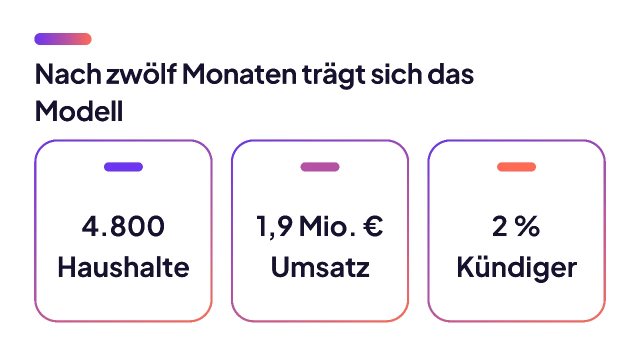 Nach zwölf Monaten trägt sich das
Modell
4.800
Haushalte
1,9 Mio. €
Umsatz
2 %
Kündiger